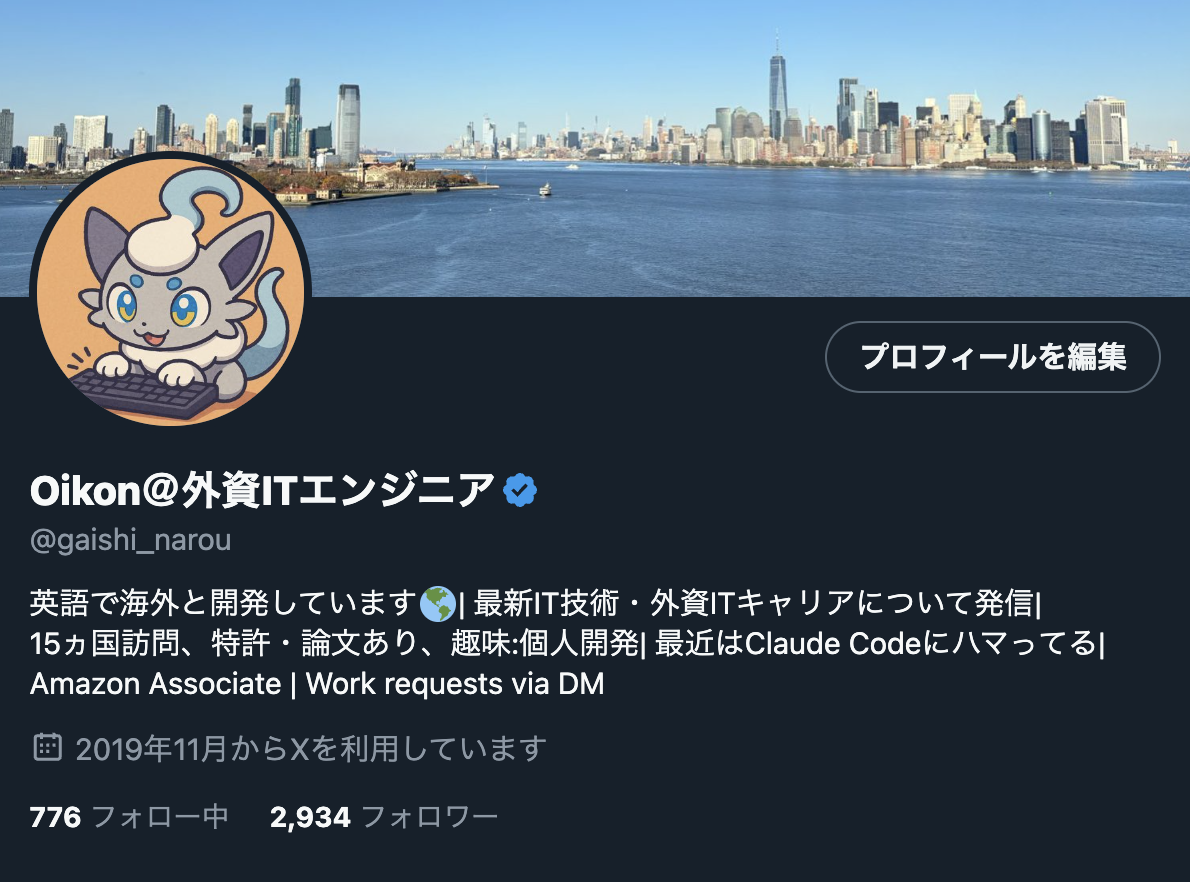 プロフィールを編集
Oikon@外資ITエンジニア
@gaishi_narou
英語で海外と開発しています🌎| 最新IT技術・外資ITキャリアについて発信|
15ヵ国訪問、特許・論文あり、趣味:個人開発| 最近はClaude Codeにハマってる|
Amazon Associate | Work requests via DM
2019年11月からXを利用しています
776 フォロー中 2,934 フォロワー